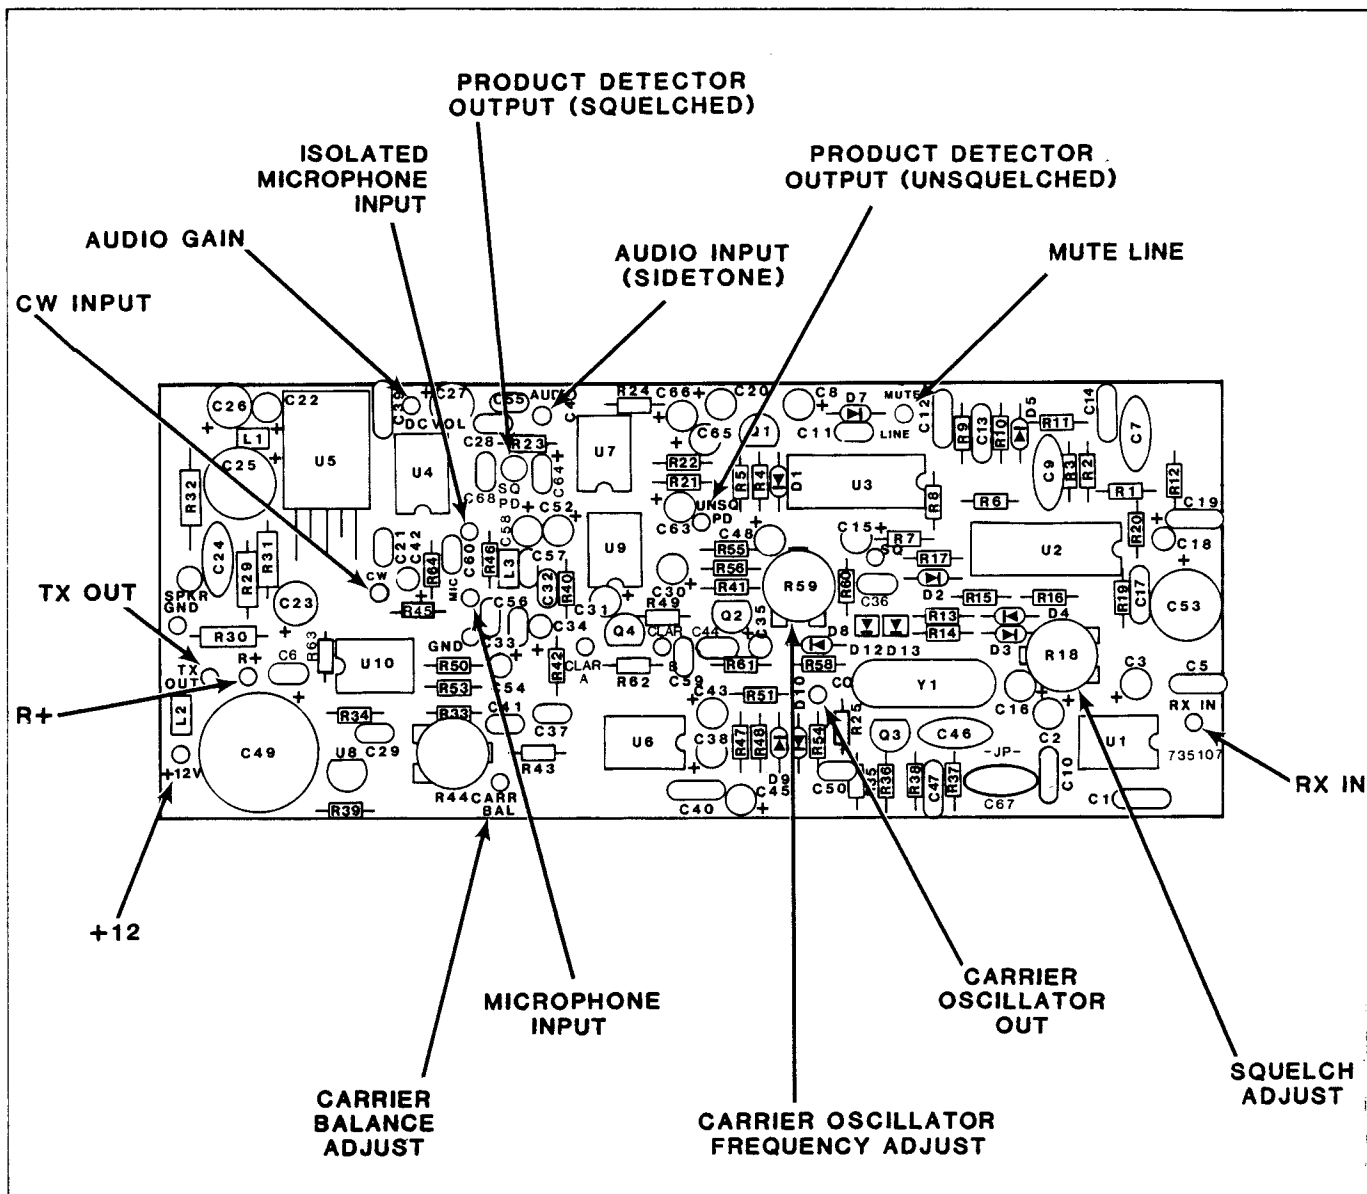 PRODUCT DETECTOR
OUTPUT (SQUELCHED)
ISOLATED
MICROPHONE
INPUT
PRODUCT DETECTOR
OUTPUT (UNSQUELCHED)
AUDIO GAIN
AUDIO INPUT
(SIDETONE)
MUTE LINE
CW INPUT
C26
C22
C39
C27
DC VOL
C55
AUDIO
C4
R24
C66
C20
C8
D7
MUTE
LINE
C12
R9
C13
R10
D5
R11
C14
C7
L1
C25
U5
U4
C28
R23
U7
C65
Q1
C11
R32
C68
SQ
PD
C64
R22
R21
R5
R4
D1
U3
R8
C9
R3
R2
R1
R12
C19
R6
C63
UNSQ
PD
C58
C52
C24
R29
R31
C21
C42
R64
C60
R46
L3
C57
U9
C48
R55
R56
R41
C15
R7
SQ
R17
U2
R20
C18
SPKR
GND
C23
CW
R45
MIC
C56
C32
R40
C31
C30
R49
Q2
C35
R59
R60
C36
D2
R15
R16
R19
C17
C53
TX OUT
R30
R63
GND
C33
C34
Q4
CLAR
B
C44
D8
D12
D13
R13
R14
D4
D3
TX
OUT
R+
C6
U10
R50
R53
C54
R42
CLAR
A
R62
C59
R61
R58
R18
C3
C5
RX IN
R+
L2
C49
R34
R33
C41
C37
C43
R51
D10
CO
Y1
C16
C2
U8
C29
R43
U6
C38
R47
R48
R54
R25
Q3
C46
-JP-
U1
735107
+12V
R44
CARR
BAL
D9
C45
C50
R35
R36
R38
C47
R37
C67
C10
C1
RX IN
R39
C40
+12
MICROPHONE
INPUT
CARRIER
OSCILLATOR
OUT
SQUELCH
ADJUST
CARRIER
BALANCE
ADJUST
CARRIER OSCILLATOR
FREQUENCY ADJUST